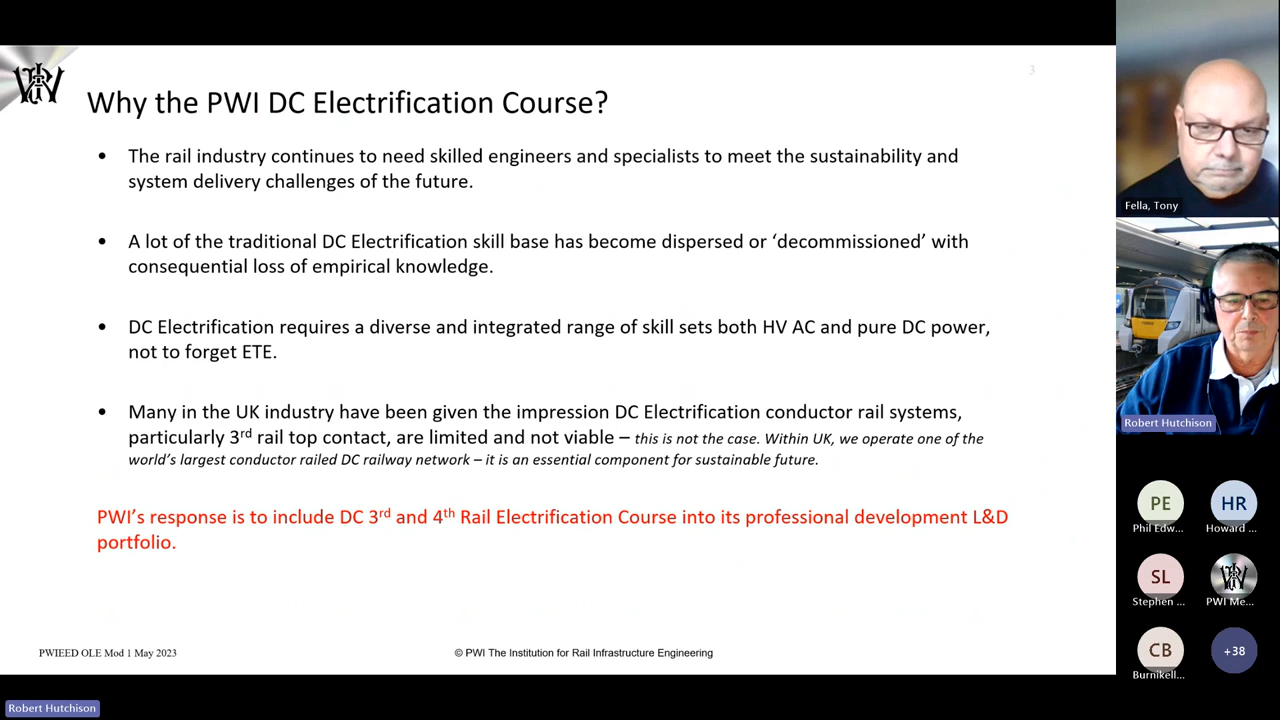 3
Why the PWI DC Electrification Course?
• The rail industry continues to need skilled engineers and specialists to meet the sustainability and
system delivery challenges of the future.
• A lot of the traditional DC Electrification skill base has become dispersed or ‘decommissioned’ with
consequential loss of empirical knowledge.
• DC Electrification requires a diverse and integrated range of skill sets both HV AC and pure DC power,
not to forget ETE.
• Many in the UK industry have been given the impression DC Electrification conductor rail systems,
particularly 3rd rail top contact, are limited and not viable – this is not the case. Within UK, we operate one of the
world’s largest conductor railed DC railway network – it is an essential component for sustainable future.
PWI’s response is to include DC 3rd and 4th Rail Electrification Course into its professional development L&D
portfolio.
PWIEED OLE Mod 1 May 2023
© PWI The Institution for Rail Infrastructure Engineering
Robert Hutchison
Fella, Tony
Robert Hutchison
PE
Phil Edw...
HR
Howard ...
SL
Stephen ...
PWI Me...
CB
Burnikell...
+38